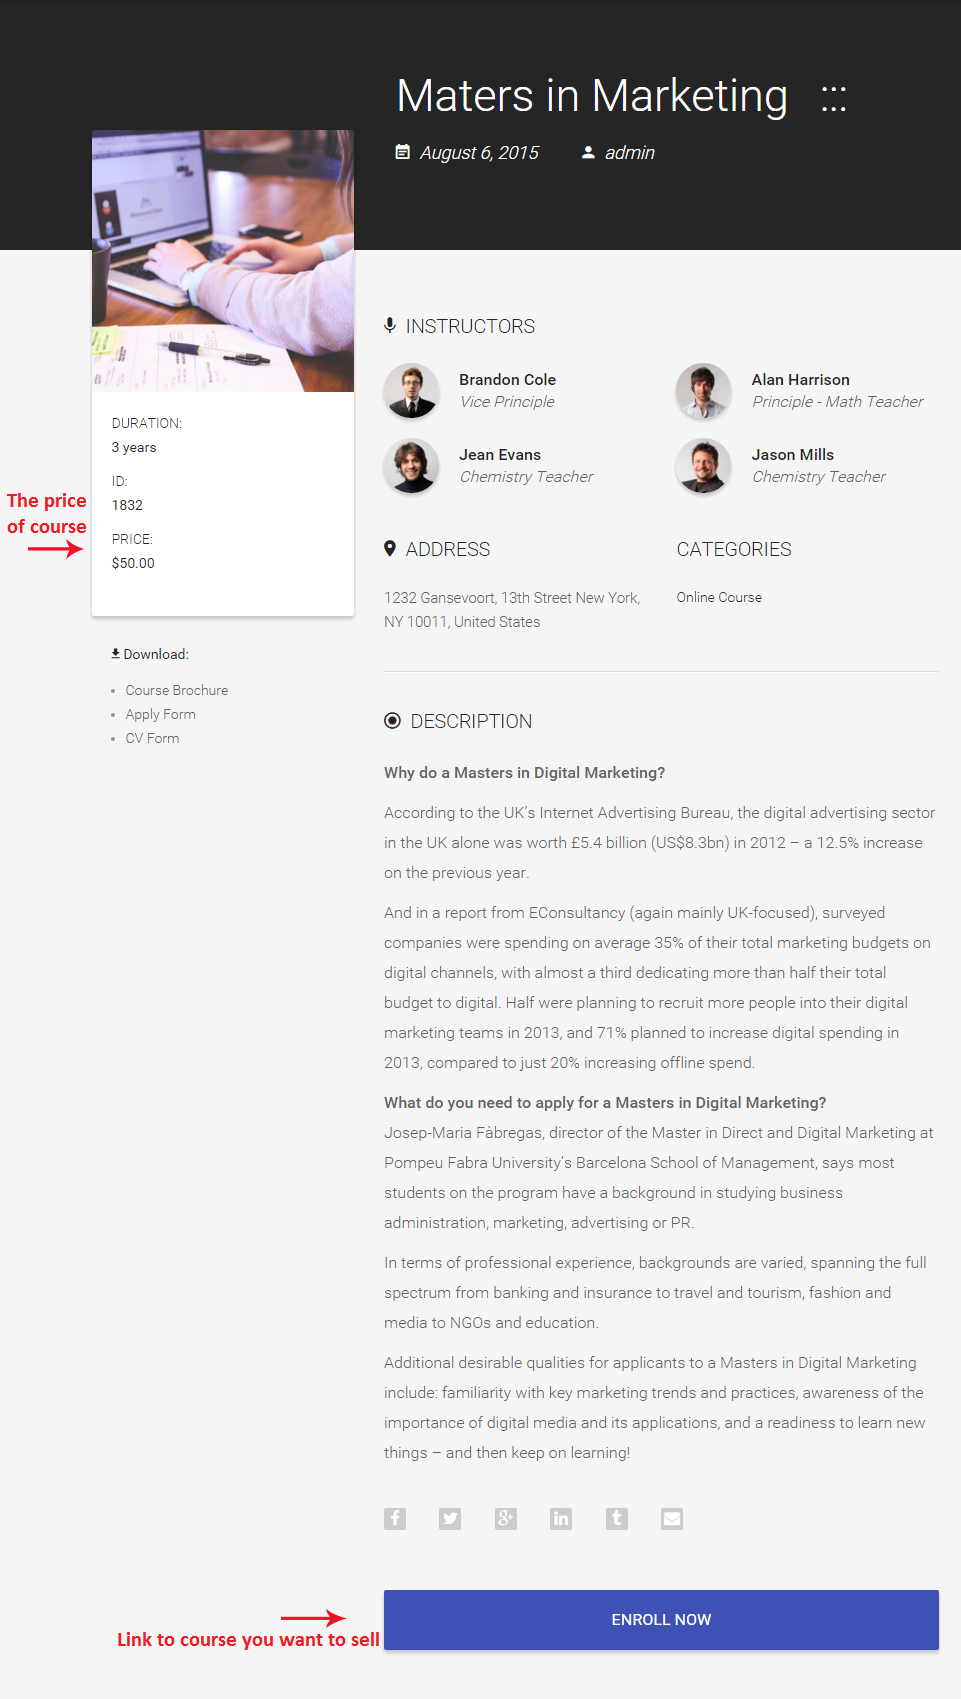 Maters in Marketing :::
August 6, 2015 admin
INSTRUCTORS
Brandon Cole
Vice Principle
Alan Harrison
Principle - Math Teacher
Jean Evans
Chemistry Teacher
Jason Mills
Chemistry Teacher
DURATION:
3 years
ID:
1832
PRICE:
$50.00
The price
of course
Download:
Course Brochure
Apply Form
CV Form
ADDRESS
1232 Gansevoort, 13th Street New York,
NY 10011, United States
CATEGORIES
Online Course
DESCRIPTION
Why do a Masters in Digital Marketing?
According to the UK’s Internet Advertising Bureau, the digital advertising sector
in the UK alone was worth £5.4 billion (US$8.3bn) in 2012 – a 12.5% increase
on the previous year.
And in a report from EConsultancy (again mainly UK-focused), surveyed
companies were spending on average 35% of their total marketing budgets on
digital channels, with almost a third dedicating more than half their total
budget to digital. Half were planning to recruit more people into their digital
marketing teams in 2013, and 71% planned to increase digital spending in
2013, compared to just 20% increasing offline spend.
What do you need to apply for a Masters in Digital Marketing?
Josep-Maria Fàbregas, director of the Master in Direct and Digital Marketing at
Pompeu Fabra University’s Barcelona School of Management, says most
students on the program have a background in studying business
administration, marketing, advertising or PR.
In terms of professional experience, backgrounds are varied, spanning the full
spectrum from banking and insurance to travel and tourism, fashion and
media to NGOs and education.
Additional desirable qualities for applicants to a Masters in Digital Marketing
include: familiarity with key marketing trends and practices, awareness of the
importance of digital media and its applications, and a readiness to learn new
things – and then keep on learning!
ENROLL NOW
Link to course you want to sell